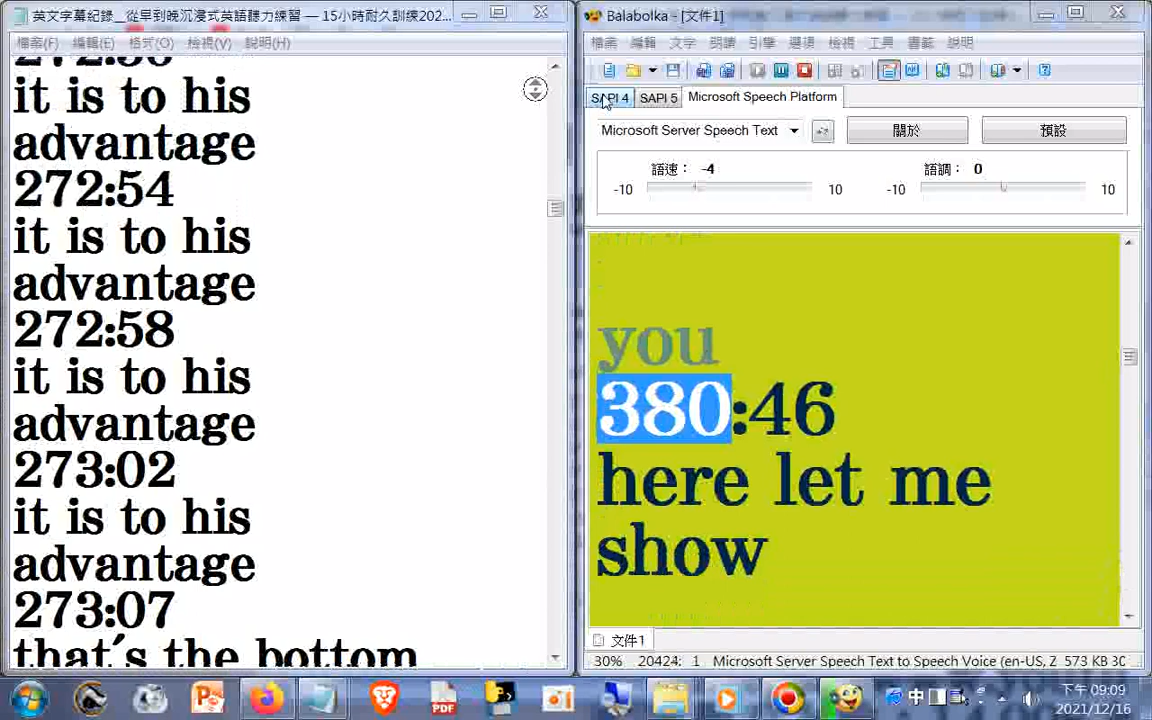 英文字幕紀錄__從早到晚沉浸式英語聽力練習 — 15小時耐久訓練202...
檔案(F) 編輯(E) 格式(O) 檢視(V) 說明(H)
it is to his
advantage
272:54
it is to his
advantage
272:58
it is to his
advantage
273:02
it is to his
advantage
273:07
that's the bottom
Balabolka - [文件1]
檔案 編輯 文字 朗讀 引擎 選項 檢視 工具 書籤 說明
SAPI 4 SAPI 5 Microsoft Speech Platform
Microsoft Server Speech Text 關於 預設
語速: -4 語調: 0
-10 10 -10 10
you
380:46
here let me
show
文件1
30% 20424: 1 Microsoft Server Speech Text to Speech Voice (en-US, Z 573 KB 30
中
下午 09:09
2021/12/16